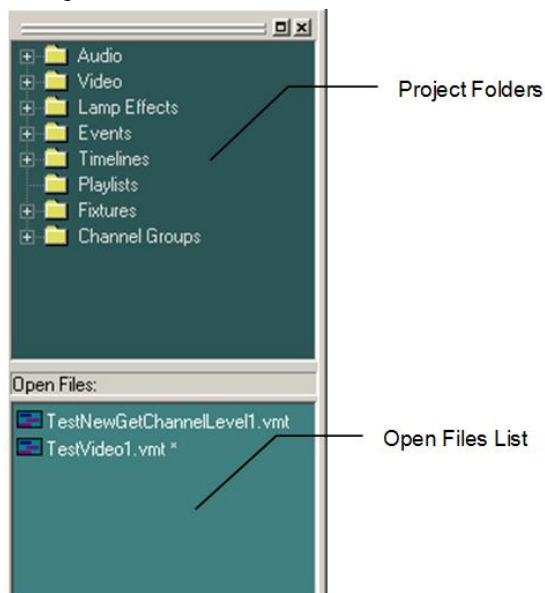 Audio
Video
Lamp Effects
Events
Timelines
Playlists
Fixtures
Channel Groups
Project Folders
Open Files:
TestNewGetChannelLevel1.vmt
TestVideo1.vmt *
Open Files List